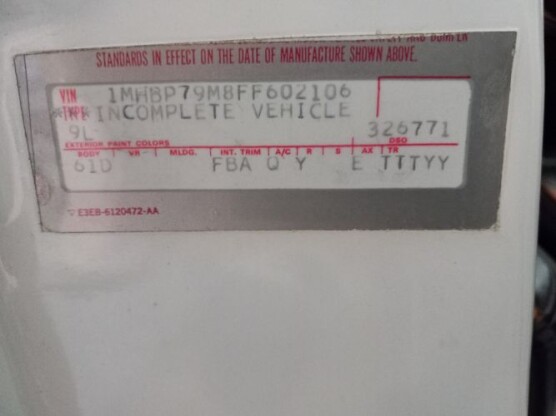 STANDARDS IN EFFECT ON THE DATE OF MANUFACTURE SHOWN ABOVE.
VIN 1MHBP79M8FF602106
TYPE INCOMPLETE VEHICLE
9L 326771
EXTERIOR PAINT COLORS DSO
BODY VR MLDG. INT. TRIM A/C R S AX TR
61D FBA Q Y E TTTYY
▽ E3EB-6120472-AA